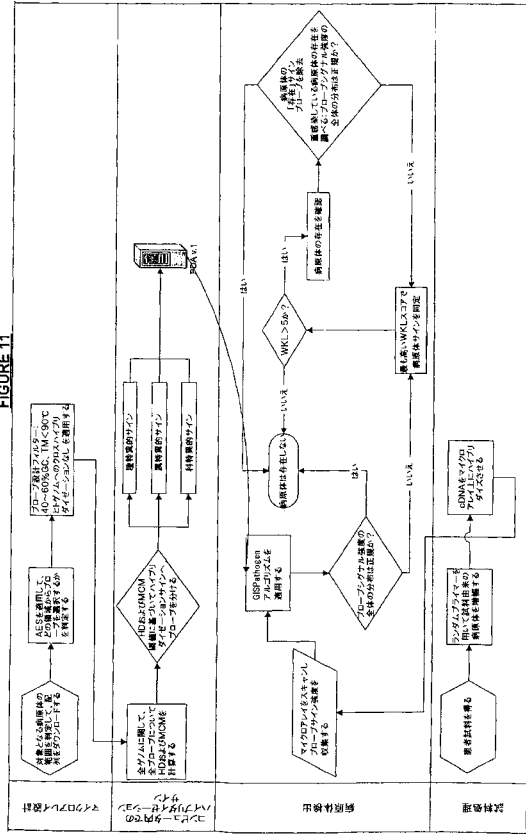 FIGURE 11
マイクロアレイ設計
対象となる病原体の
範囲を判定して、配
列をダウンロードする
AESを適用して、
どの領域からプロ
ーブを選定するか
を判定する
プローブ設計フィルター:
40~60%GC、TM<90℃
ヒトゲノムへのクロスハイブリ
ダイゼーションなし を適用する
コンピュータ内での
ハイブリダイゼーション
サイン
全ゲノムに関して、
全プローブについて
HDおよびMCMを
計算する
HDおよびMCM
閾値に基づいてハイブリ
ダイゼーションサインへ
プローブを分ける
種特異的サイン
属特異的サイン
科特異的サイン
PDA v.1
病原体検出
マイクロアレイをスキャンし
プローブサイン強度を
収集する
GISPathogen
アルゴリズムを
適用する
プローブシグナル強度の
全体の分布は正規か?
はい
いいえ
病原体は存在しない
最も高いWKLスコアで
病原体サインを同定
WKL > 5か?
いいえ
はい
病原体の存在を確認
病原体の
「存在」サイン
プローブを除去
重感染している病原体の存在を
調べる:プローブシグナル強度の
全体の分布は正規か?
はい
いいえ
試料処理
患者試料を得る
ランダムプライマーを
用いて試料由来の
病原体を増幅する
cDNAをマイクロ
アレイ上にハイブリ
ダイズさせる